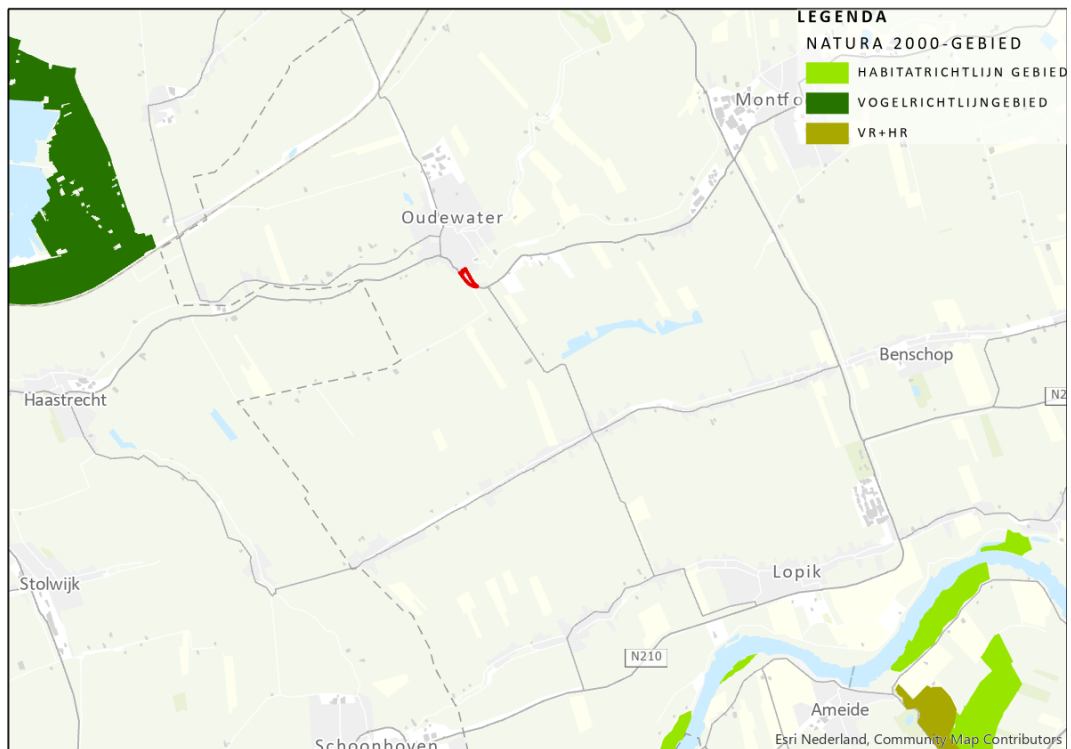 LEGENDA
NATURA 2000-GEBIED
HABITATRICHTLIJN GEBIED
VOGELRICHTLIJNGEBIED
VR+HR
Montfo
Oudewater
Benschop
N2
Haastrecht
Stolwijk
Lopik
N210
Ameide
Schoonhoven
Esri Nederland, Community Map Contributors